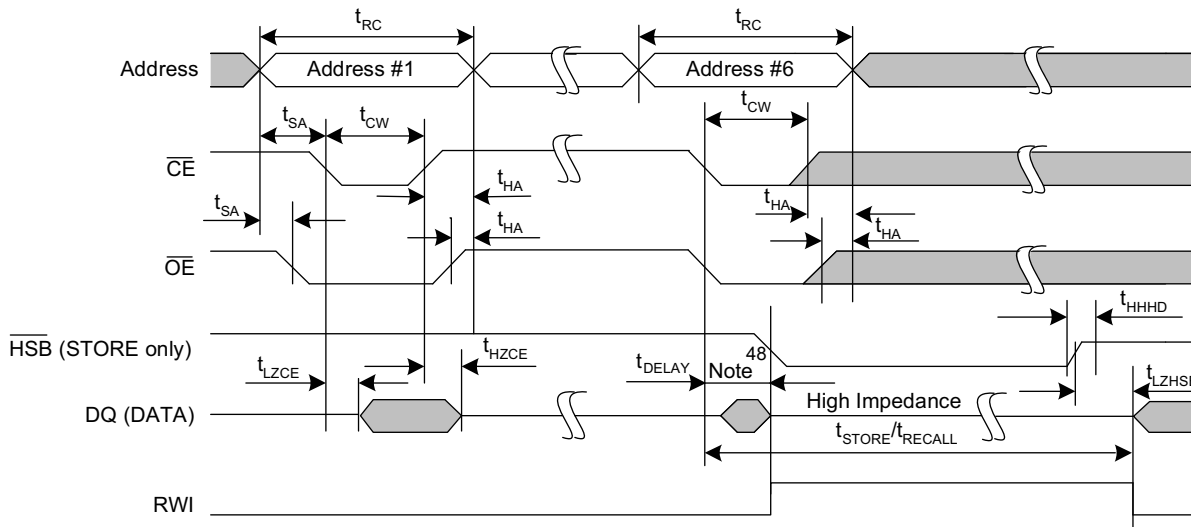 tRC
tRC
Address
Address #1
Address #6
tCW
tSA
tCW
CE
tHA
tSA
tHA
tHA
tHA
OE
tHHHD
HSB (STORE only)
tHZCE
48
tLZCE
tDELAY
Note
DQ (DATA)
High Impedance
tSTORE/tRECALL
RWI